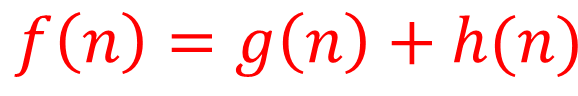 f(n) = g(n) + h(n)